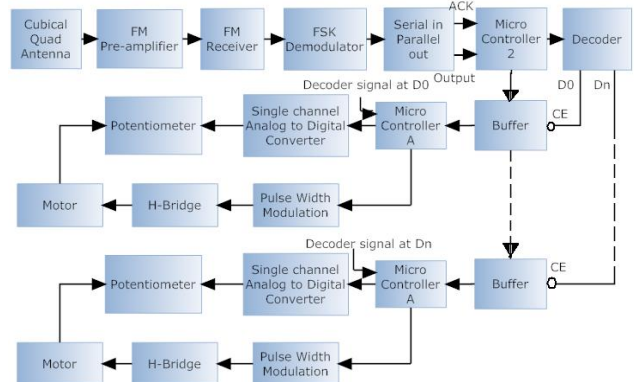 Cubical
Quad
Antenna
FM
Pre-amplifier
FM
Receiver
FSK
Demodulator
Serial in
Parallel
out
ACK
Output
Micro
Controller
2
Decoder
D0
Dn
Decoder signal at D0
CE
Potentiometer
Single channel
Analog to Digital
Converter
Micro
Controller
A
Buffer
Motor
H-Bridge
Pulse Width
Modulation
Decoder signal at Dn
CE
Potentiometer
Single channel
Analog to Digital
Converter
Micro
Controller
A
Buffer
Motor
H-Bridge
Pulse Width
Modulation